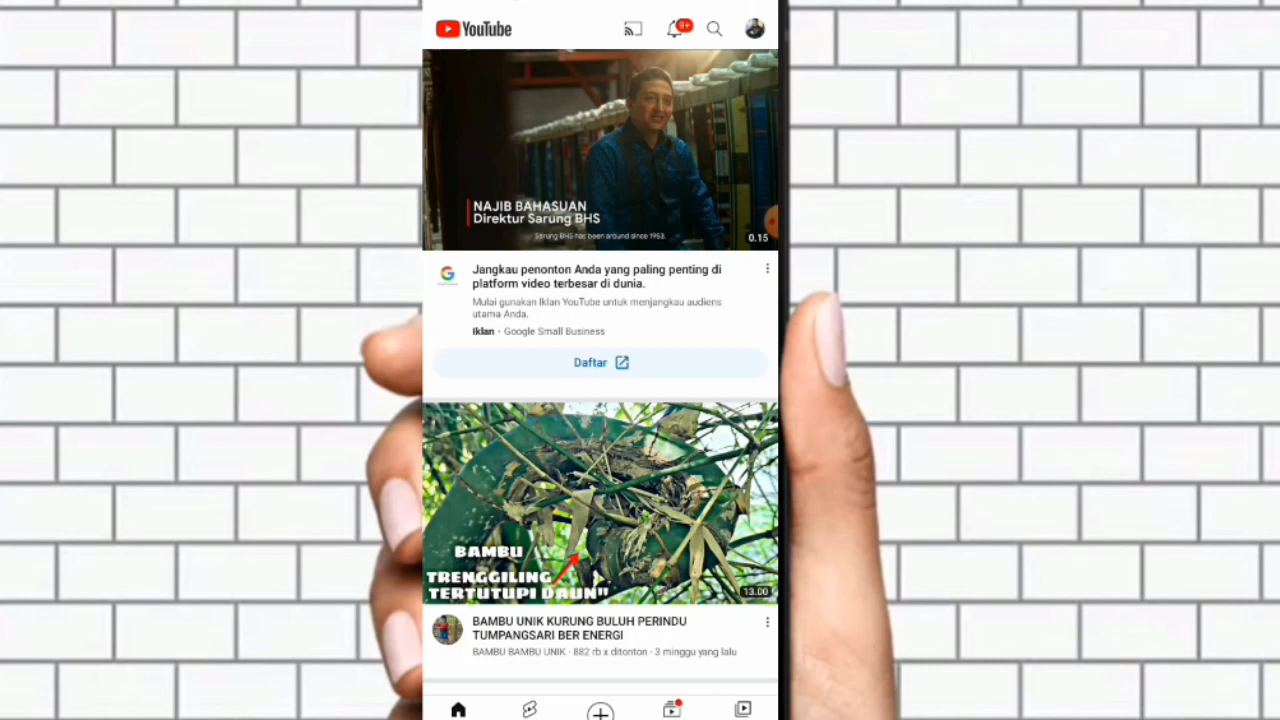 YouTube
9+
NAJIB BAHASUAN
Direktur Sarung BHS
Sarung BHS has been around since 1953.
0.15
Jangkau penonton Anda yang paling penting di
platform video terbesar di dunia.
Mulai gunakan Iklan YouTube untuk menjangkau audiens
utama Anda.
Iklan · Google Small Business
Daftar
BAMBU
TRENGGILING
TERTUTUPI DAUN"
13.00
BAMBU UNIK KURUNG BULUH PERINDU
TUMPANGSARI BER ENERGI
BAMBU BAMBU UNIK · 882 rb x ditonton · 3 minggu yang lalu